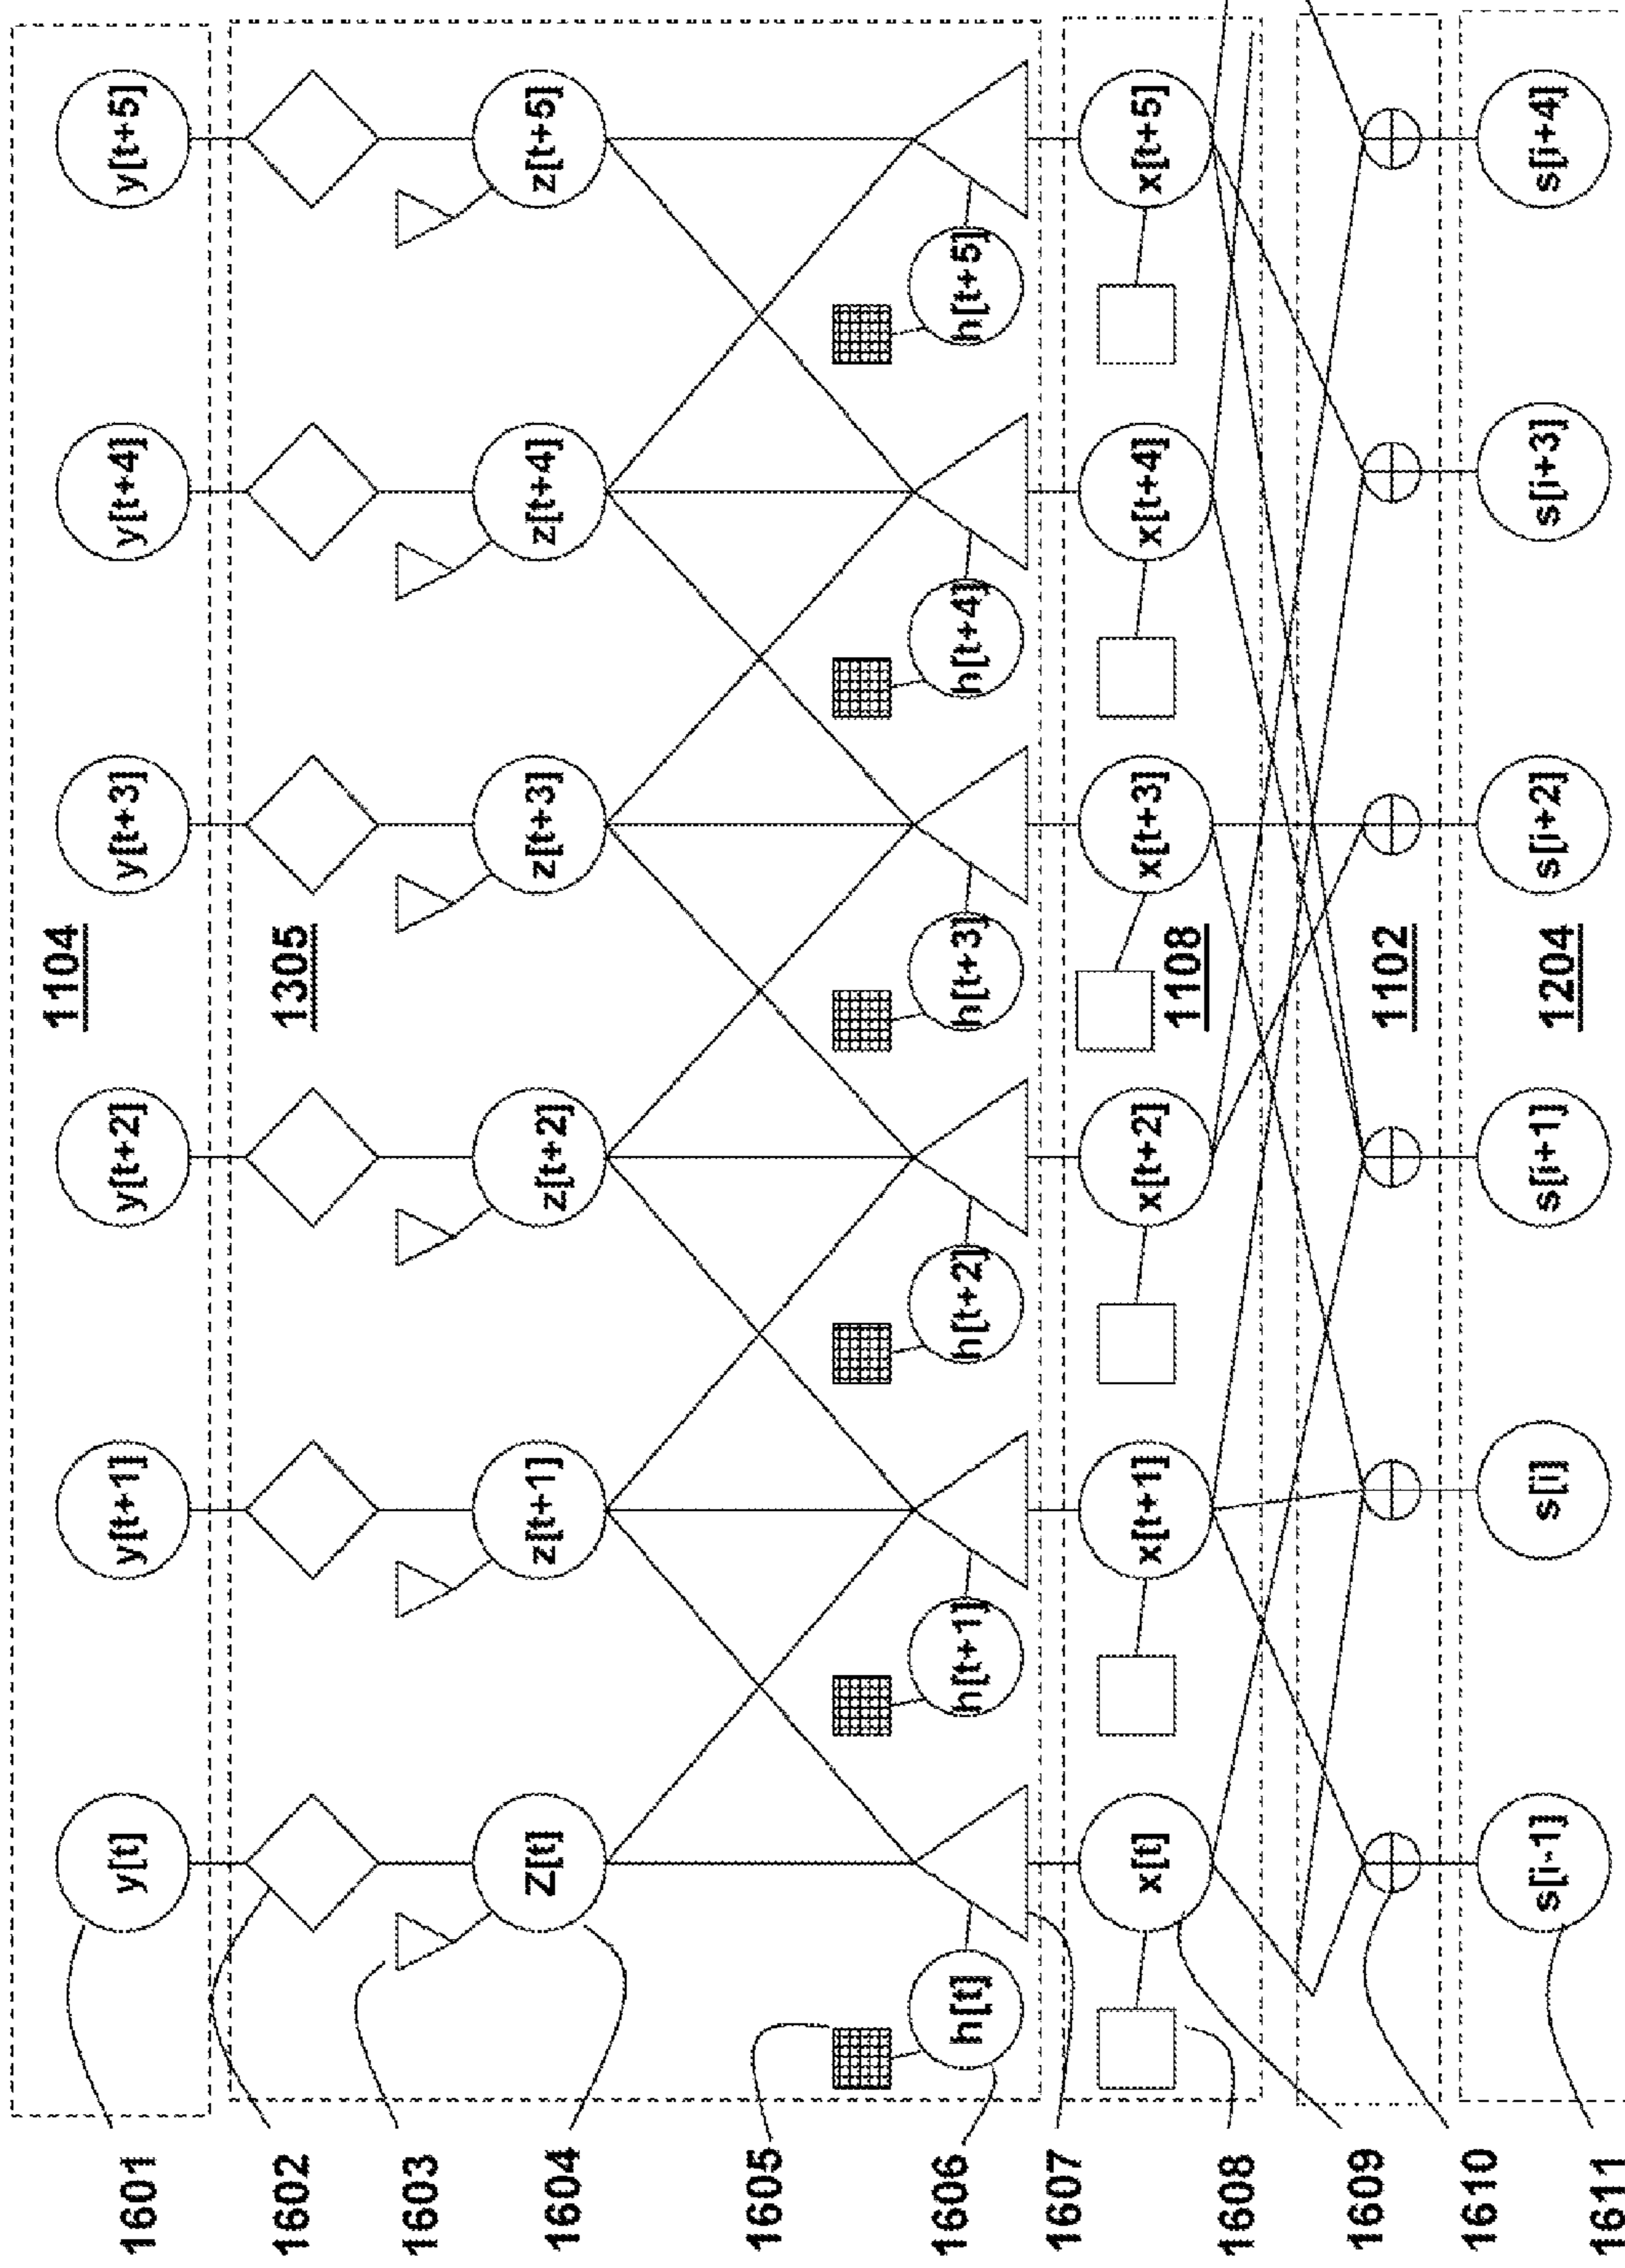 1601
1602
1603
1604
1605
1606
1607
1608
1609
1610
1611
y[t]
y[t+1]
y[t+2]
1104
y[t+3]
y[t+4]
y[t+5]
1305
Z[t]
z[t+1]
z[t+2]
z[t+3]
z[t+4]
z[t+5]
h[t]
h[t+1]
h[t+2]
h[t+3]
h[t+4]
h[t+5]
x[t]
x[t+1]
x[t+2]
1108
x[t+3]
x[t+4]
x[t+5]
1102
s[i-1]
s[i]
s[i+1]
1204
s[i+2]
s[i+3]
s[i+4]